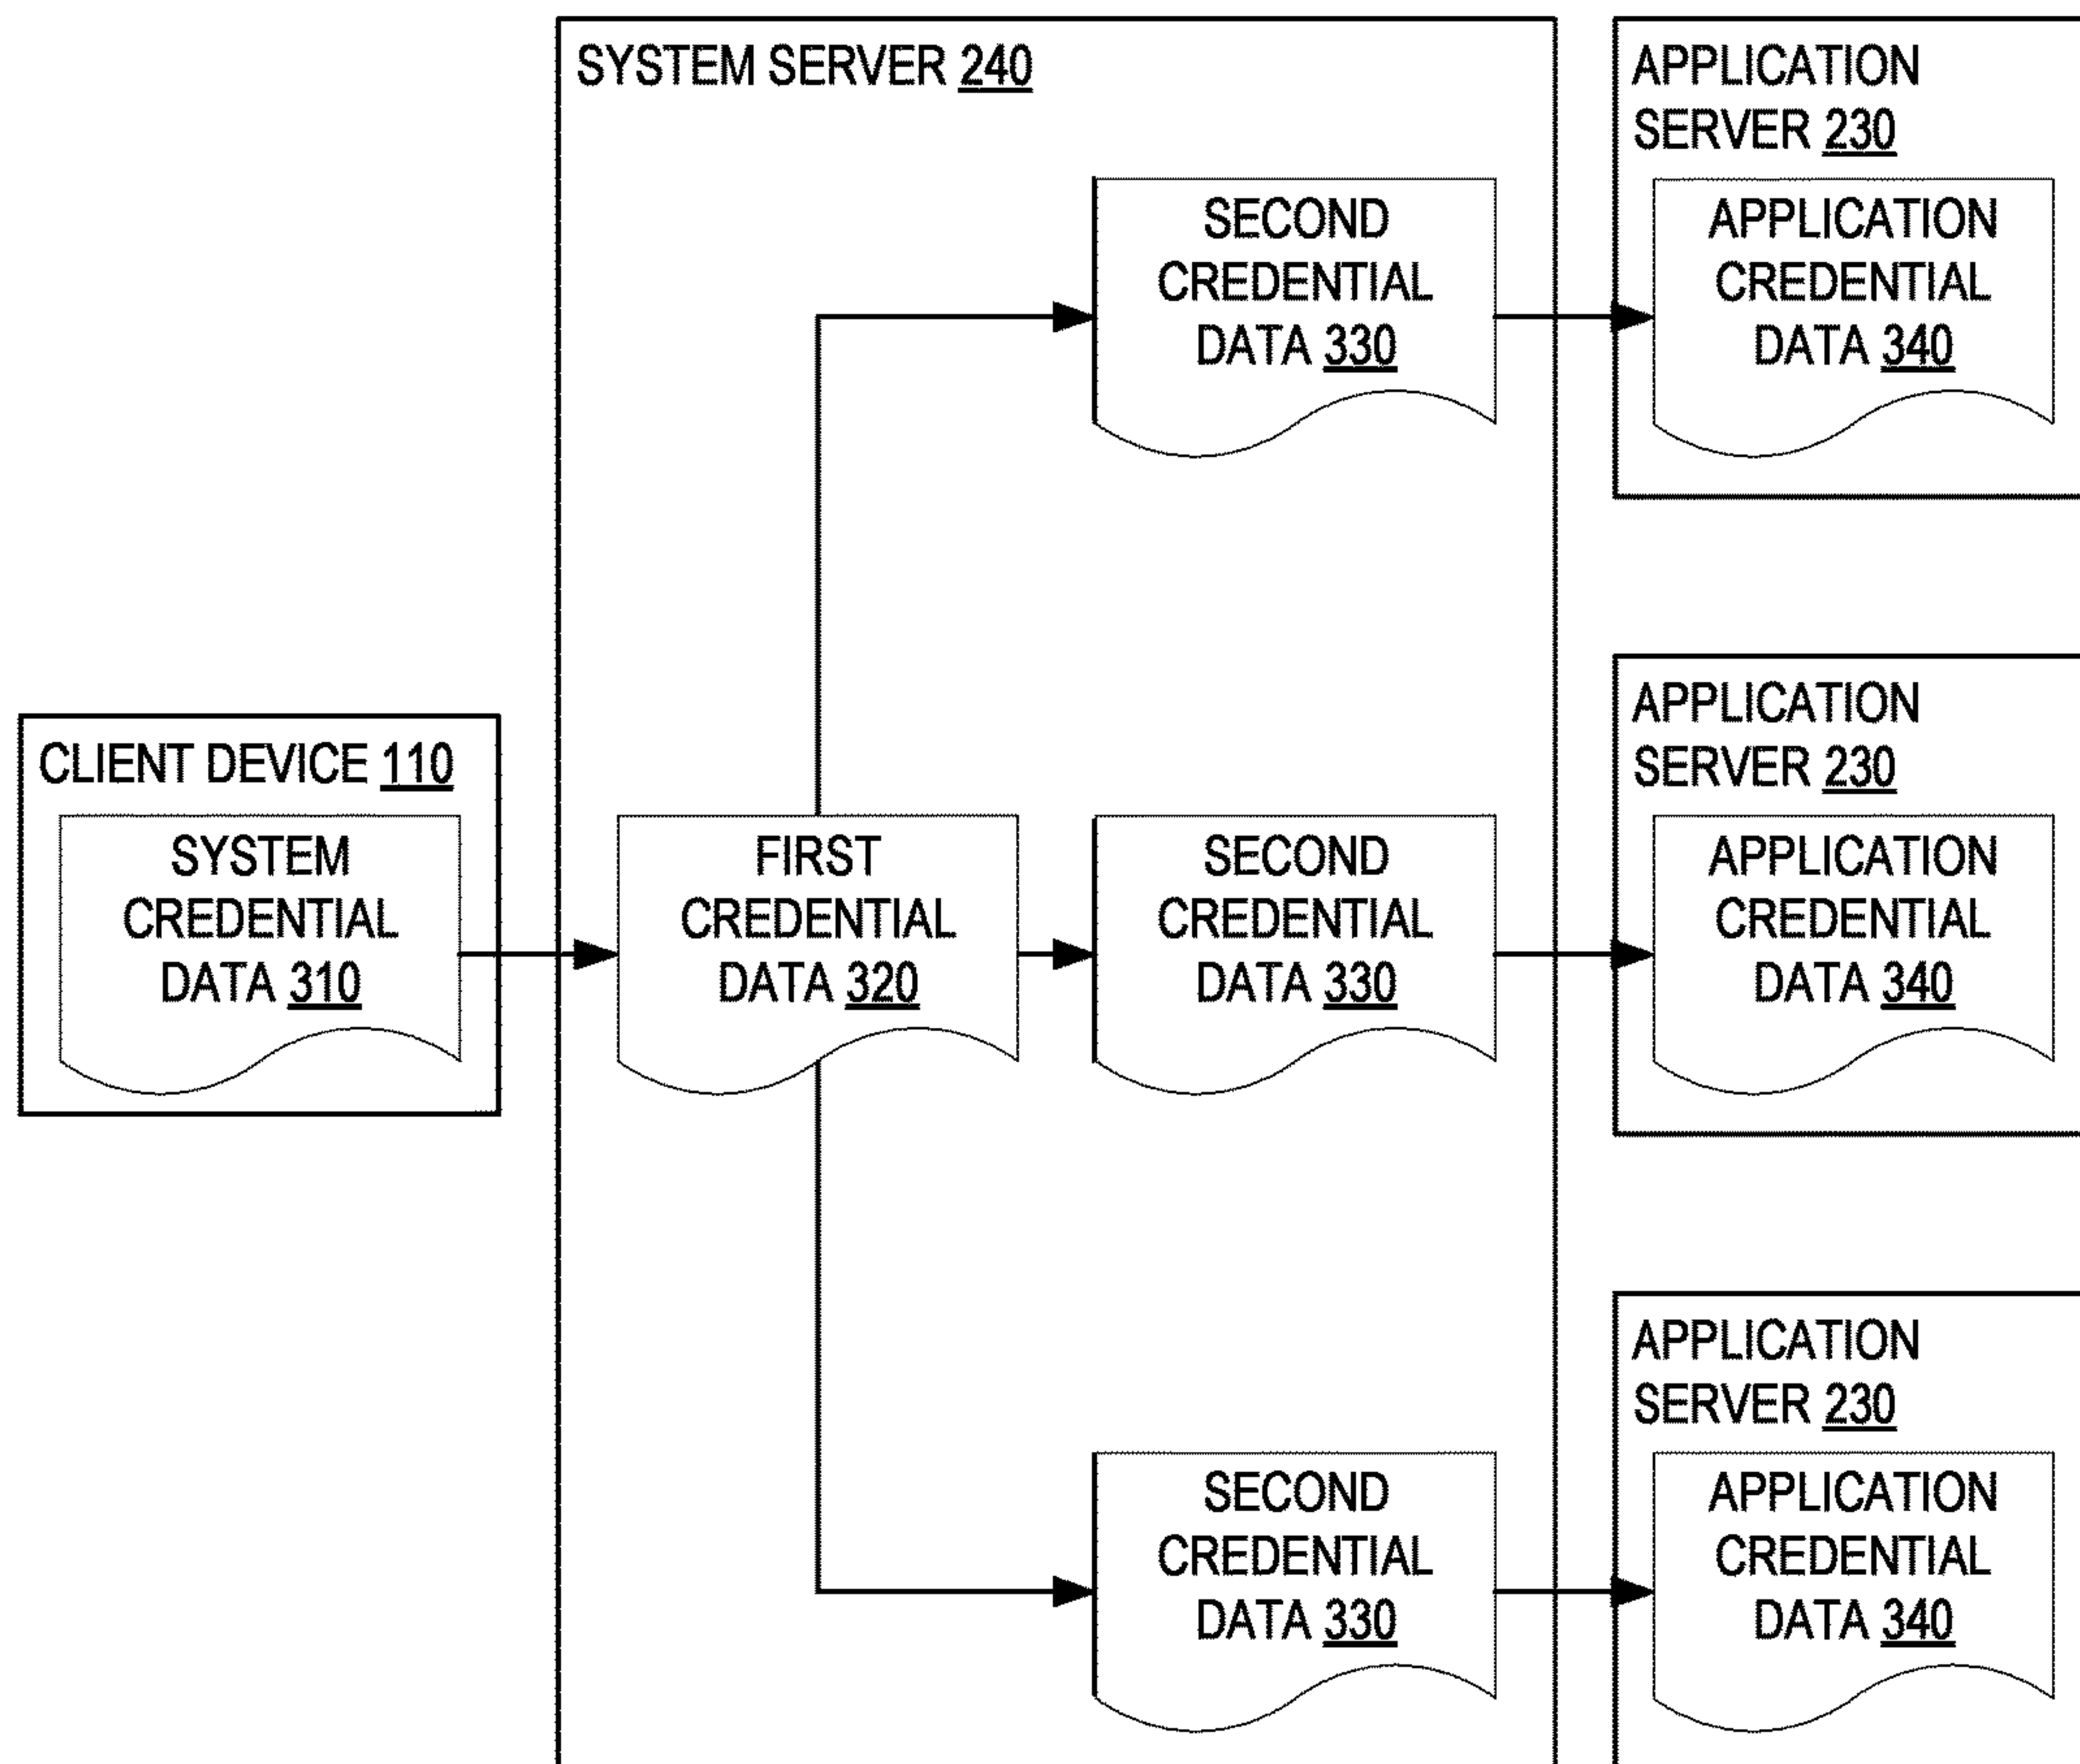 SYSTEM SERVER 240
APPLICATION
SERVER 230
SECOND
CREDENTIAL
DATA 330
APPLICATION
CREDENTIAL
DATA 340
CLIENT DEVICE 110
SYSTEM
CREDENTIAL
DATA 310
FIRST
CREDENTIAL
DATA 320
SECOND
CREDENTIAL
DATA 330
APPLICATION
SERVER 230
APPLICATION
CREDENTIAL
DATA 340
SECOND
CREDENTIAL
DATA 330
APPLICATION
SERVER 230
APPLICATION
CREDENTIAL
DATA 340